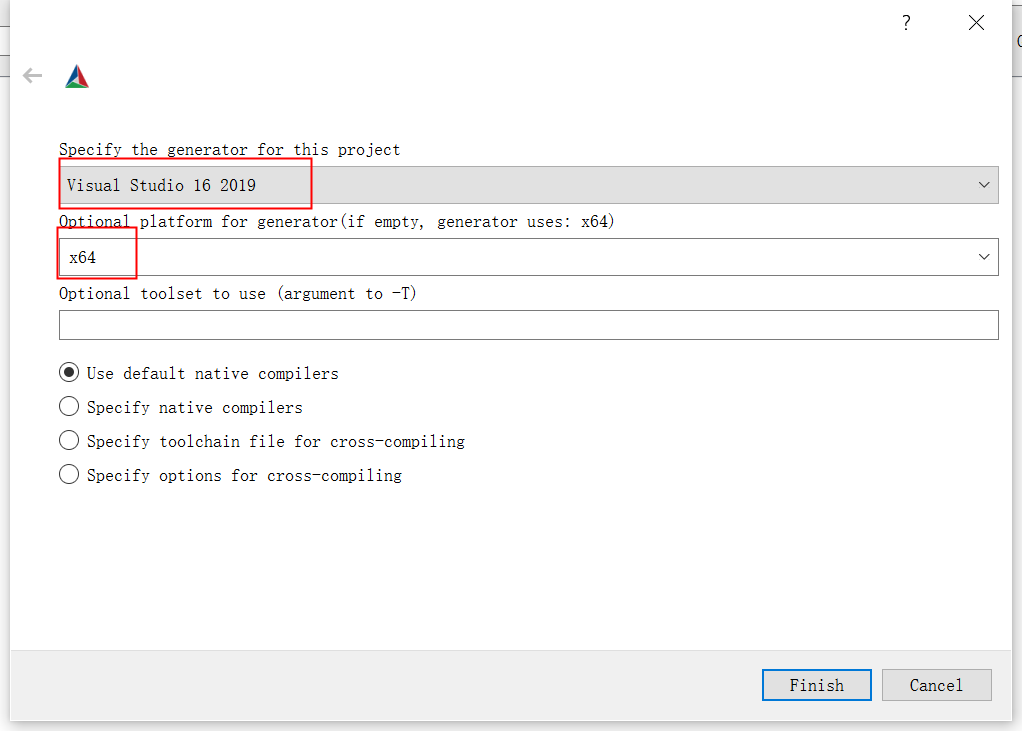 ?
Specify the generator for this project
Visual Studio 16 2019
Optional platform for generator(if empty, generator uses: x64)
x64
Optional toolset to use (argument to -T)
Use default native compilers
Specify native compilers
Specify toolchain file for cross-compiling
Specify options for cross-compiling
Finish
Cancel